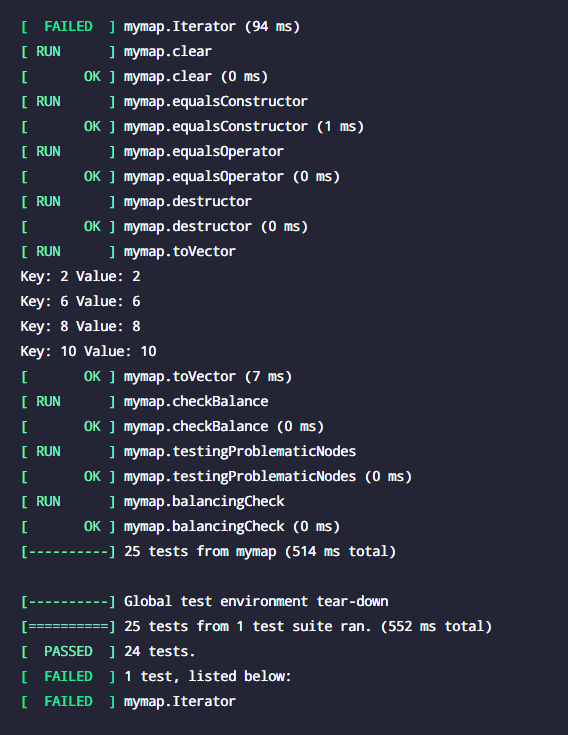 [  FAILED  ] mymap.Iterator (94 ms)
[ RUN      ] mymap.clear
[       OK ] mymap.clear (0 ms)
[ RUN      ] mymap.equalsConstructor
[       OK ] mymap.equalsConstructor (1 ms)
[ RUN      ] mymap.equalsOperator
[       OK ] mymap.equalsOperator (0 ms)
[ RUN      ] mymap.destructor
[       OK ] mymap.destructor (0 ms)
[ RUN      ] mymap.toVector
Key: 2 Value: 2
Key: 6 Value: 6
Key: 8 Value: 8
Key: 10 Value: 10
[       OK ] mymap.toVector (7 ms)
[ RUN      ] mymap.checkBalance
[       OK ] mymap.checkBalance (0 ms)
[ RUN      ] mymap.testingProblematicNodes
[       OK ] mymap.testingProblematicNodes (0 ms)
[ RUN      ] mymap.balancingCheck
[       OK ] mymap.balancingCheck (0 ms)
[----------] 25 tests from mymap (514 ms total)

[----------] Global test environment tear-down
[==========] 25 tests from 1 test suite ran. (552 ms total)
[  PASSED  ] 24 tests.
[  FAILED  ] 1 test, listed below:
[  FAILED  ] mymap.Iterator